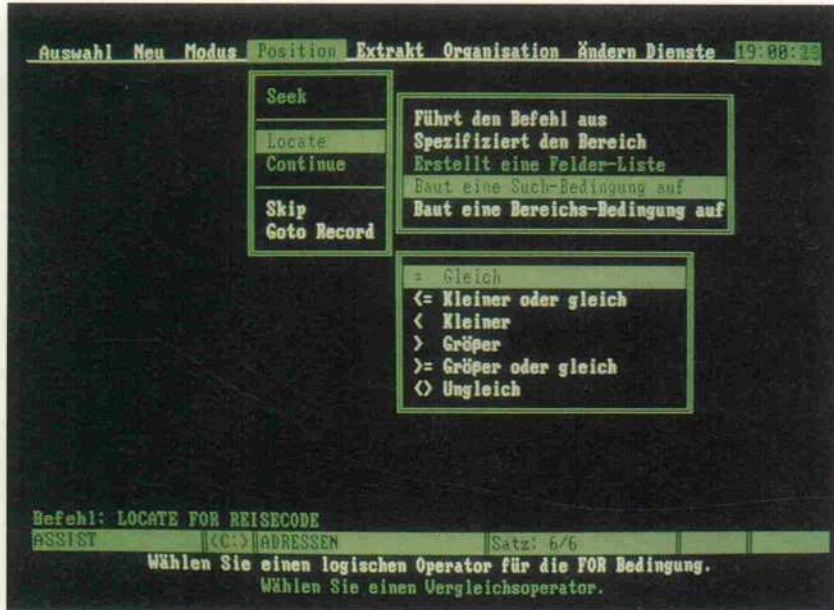 Auswahl Neu Modus Position Extrakt Organisation Ändern Dienste 19:00:29
Seek
Locate
Continue
Skip
Goto Record
Führt den Befehl aus
Spezifiziert den Bereich
Erstellt eine Felder-Liste
Baut eine Such-Bedingung auf
Baut eine Bereichs-Bedingung auf
= Gleich
<= Kleiner oder gleich
< Kleiner
> Größer
>= Größer oder gleich
<> Ungleich
Befehl: LOCATE FOR REISECODE
ASSIST <C:> ADRESSEN Satz: 6/6
Wählen Sie einen logischen Operator für die FOR Bedingung.
Wählen Sie einen Vergleichsoperator.